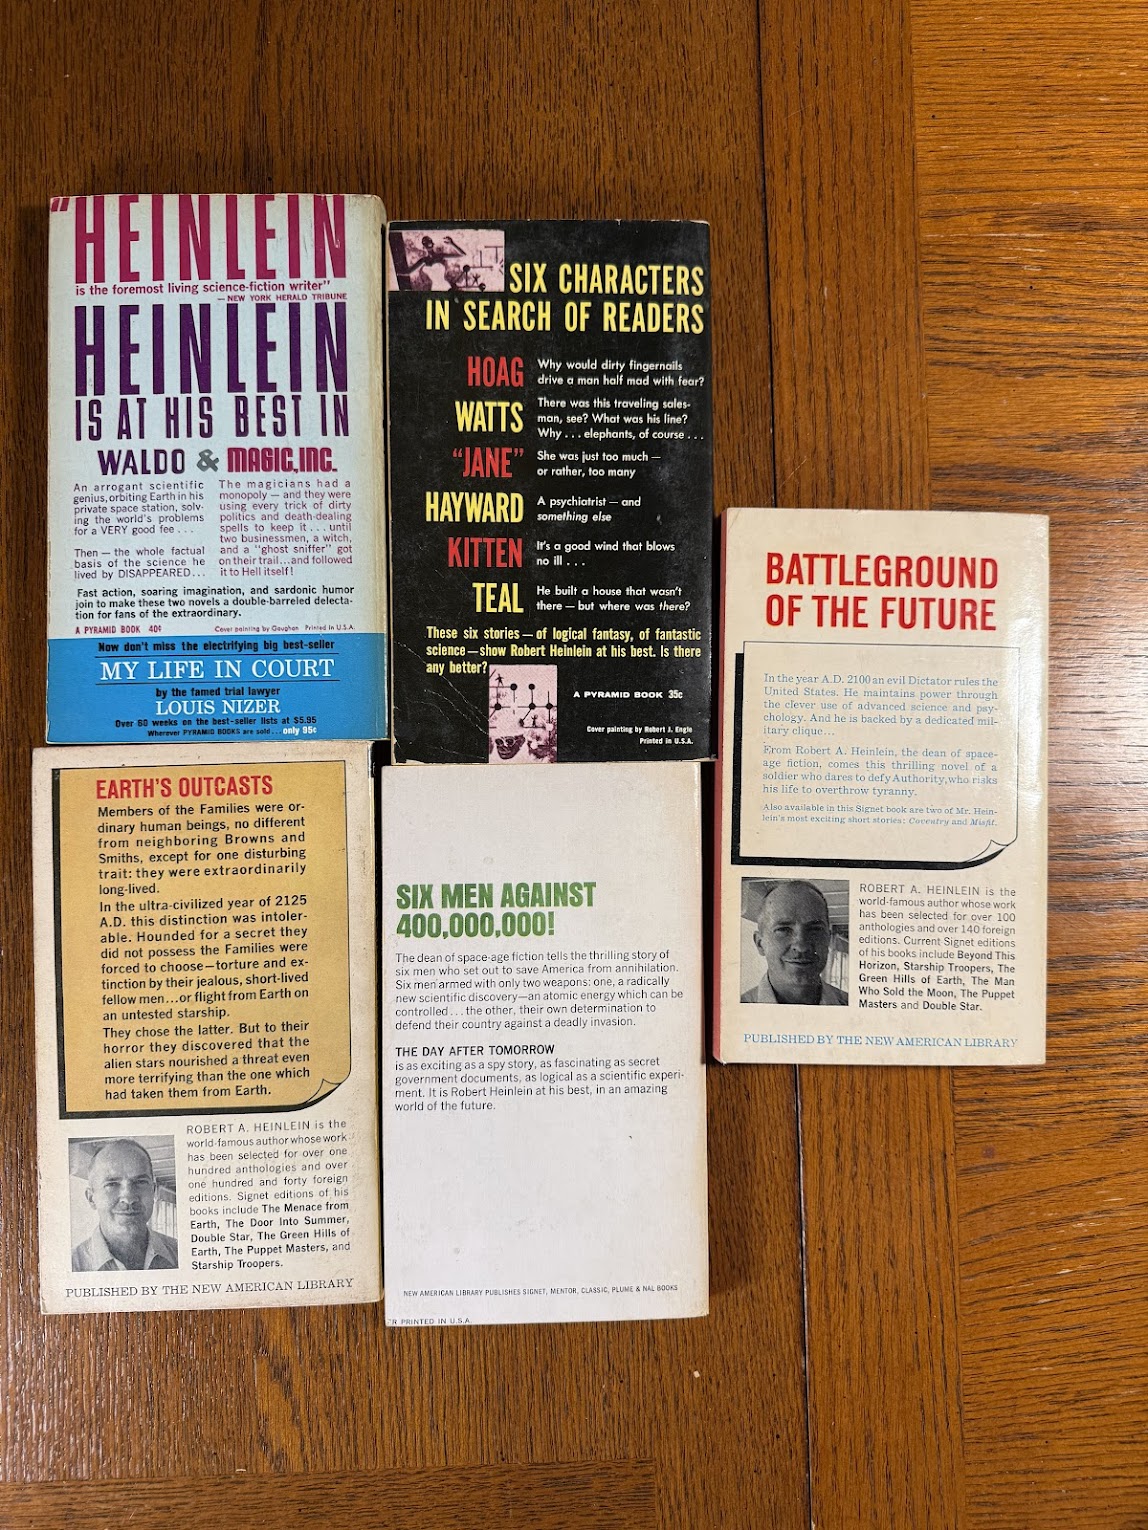 "HEINLEIN
is the foremost living science-fiction writer"
— NEW YORK HERALD TRIBUNE
HEINLEIN
IS AT HIS BEST IN
WALDO & MAGIC, INC.
An arrogant scientific
genius, orbiting Earth in his
private space station, solv-
ing the world's problems
for a VERY good fee . . .
Then — the whole factual
basis of the science he
lived by DISAPPEARED . . .
The magicians had a
monopoly — and they were
using every trick of dirty
politics and death-dealing
spells to keep it . . . until
two businessmen, a witch,
and a "ghost sniffer" got
on their trail . . . and followed
it to Hell itself!
Fast action, soaring imagination, and sardonic humor
join to make these two novels a double-barreled delecta-
tion for fans of the extraordinary.
A PYRAMID BOOK 40¢ Cover painting by Gaughan Printed in U.S.A.
Now don't miss the electrifying big best-seller
MY LIFE IN COURT
by the famed trial lawyer
LOUIS NIZER
Over 60 weeks on the best-seller lists at $5.95
Wherever PYRAMID BOOKS are sold . . . only 95¢
SIX CHARACTERS
IN SEARCH OF READERS
HOAG Why would dirty fingernails
drive a man half mad with fear?
WATTS There was this traveling sales-
man, see? What was his line?
Why . . . elephants, of course . . .
"JANE" She was just too much —
or rather, too many
HAYWARD A psychiatrist — and
something else
KITTEN It's a good wind that blows
no ill . . .
TEAL He built a house that wasn't
there — but where was there?
These six stories — of logical fantasy, of fantastic
science — show Robert Heinlein at his best. Is there
any better?
A PYRAMID BOOK 35¢
Cover painting by Robert J. Engle
Printed in U.S.A.
BATTLEGROUND
OF THE FUTURE
In the year A.D. 2100 an evil Dictator rules the
United States. He maintains power through
the clever use of advanced science and psy-
chology. And he is backed by a dedicated mil-
itary clique...
From Robert A. Heinlein, the dean of space-
age fiction, comes this thrilling novel of a
soldier who dares to defy Authority, who risks
his life to overthrow tyranny.
Also available in this Signet book are two of Mr. Hein-
lein's most exciting short stories: Coventry and Misfit.
ROBERT A. HEINLEIN is the
world-famous author whose work
has been selected for over 100
anthologies and over 140 foreign
editions. Current Signet editions
of his books include Beyond This
Horizon, Starship Troopers, The
Green Hills of Earth, The Man
Who Sold the Moon, The Puppet
Masters and Double Star.
PUBLISHED BY THE NEW AMERICAN LIBRARY
EARTH'S OUTCASTS
Members of the Families were or-
dinary human beings, no different
from neighboring Browns and
Smiths, except for one disturbing
trait: they were extraordinarily
long-lived.
In the ultra-civilized year of 2125
A.D. this distinction was intoler-
able. Hounded for a secret they
did not possess the Families were
forced to choose—torture and ex-
tinction by their jealous, short-lived
fellow men...or flight from Earth on
an untested starship.
They chose the latter. But to their
horror they discovered that the
alien stars nourished a threat even
more terrifying than the one which
had taken them from Earth.
ROBERT A. HEINLEIN is the
world-famous author whose work
has been selected for over one
hundred anthologies and over
one hundred and forty foreign
editions. Signet editions of his
books include The Menace from
Earth, The Door Into Summer,
Double Star, The Green Hills of
Earth, The Puppet Masters, and
Starship Troopers.
PUBLISHED BY THE NEW AMERICAN LIBRARY
SIX MEN AGAINST
400,000,000!
The dean of space-age fiction tells the thrilling story of
six men who set out to save America from annihilation.
Six men armed with only two weapons: one, a radically
new scientific discovery—an atomic energy which can be
controlled . . . the other, their own determination to
defend their country against a deadly invasion.
THE DAY AFTER TOMORROW
is as exciting as a spy story, as fascinating as secret
government documents, as logical as a scientific experi-
ment. It is Robert Heinlein at his best, in an amazing
world of the future.
NEW AMERICAN LIBRARY PUBLISHES SIGNET, MENTOR, CLASSIC, PLUME & NAL BOOKS
R PRINTED IN U.S.A.